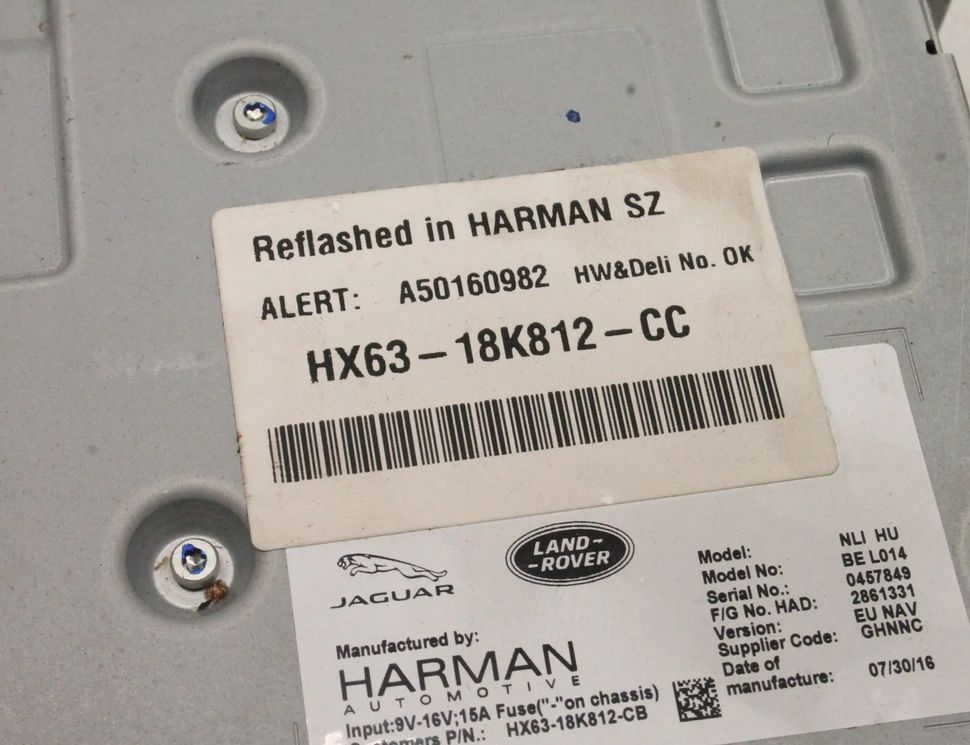 Reflashed in HARMAN SZ
ALERT: A50160982 HW&Deli No. OK
HX63-18K812-CC
JAGUAR
LAND-
-ROVER
Manufactured by:
HARMAN
AUTOMOTIVE
Input:9V-16V;15A Fuse("-"on chassis)
Customers P/N.: HX63-18K812-CB
Model: NLI HU
Model No: BE L014
Serial No.: 0457849
F/G No. HAD: 2861331
Version: EU NAV
Supplier Code: GHNNC
Date of
manufacture: 07/30/16